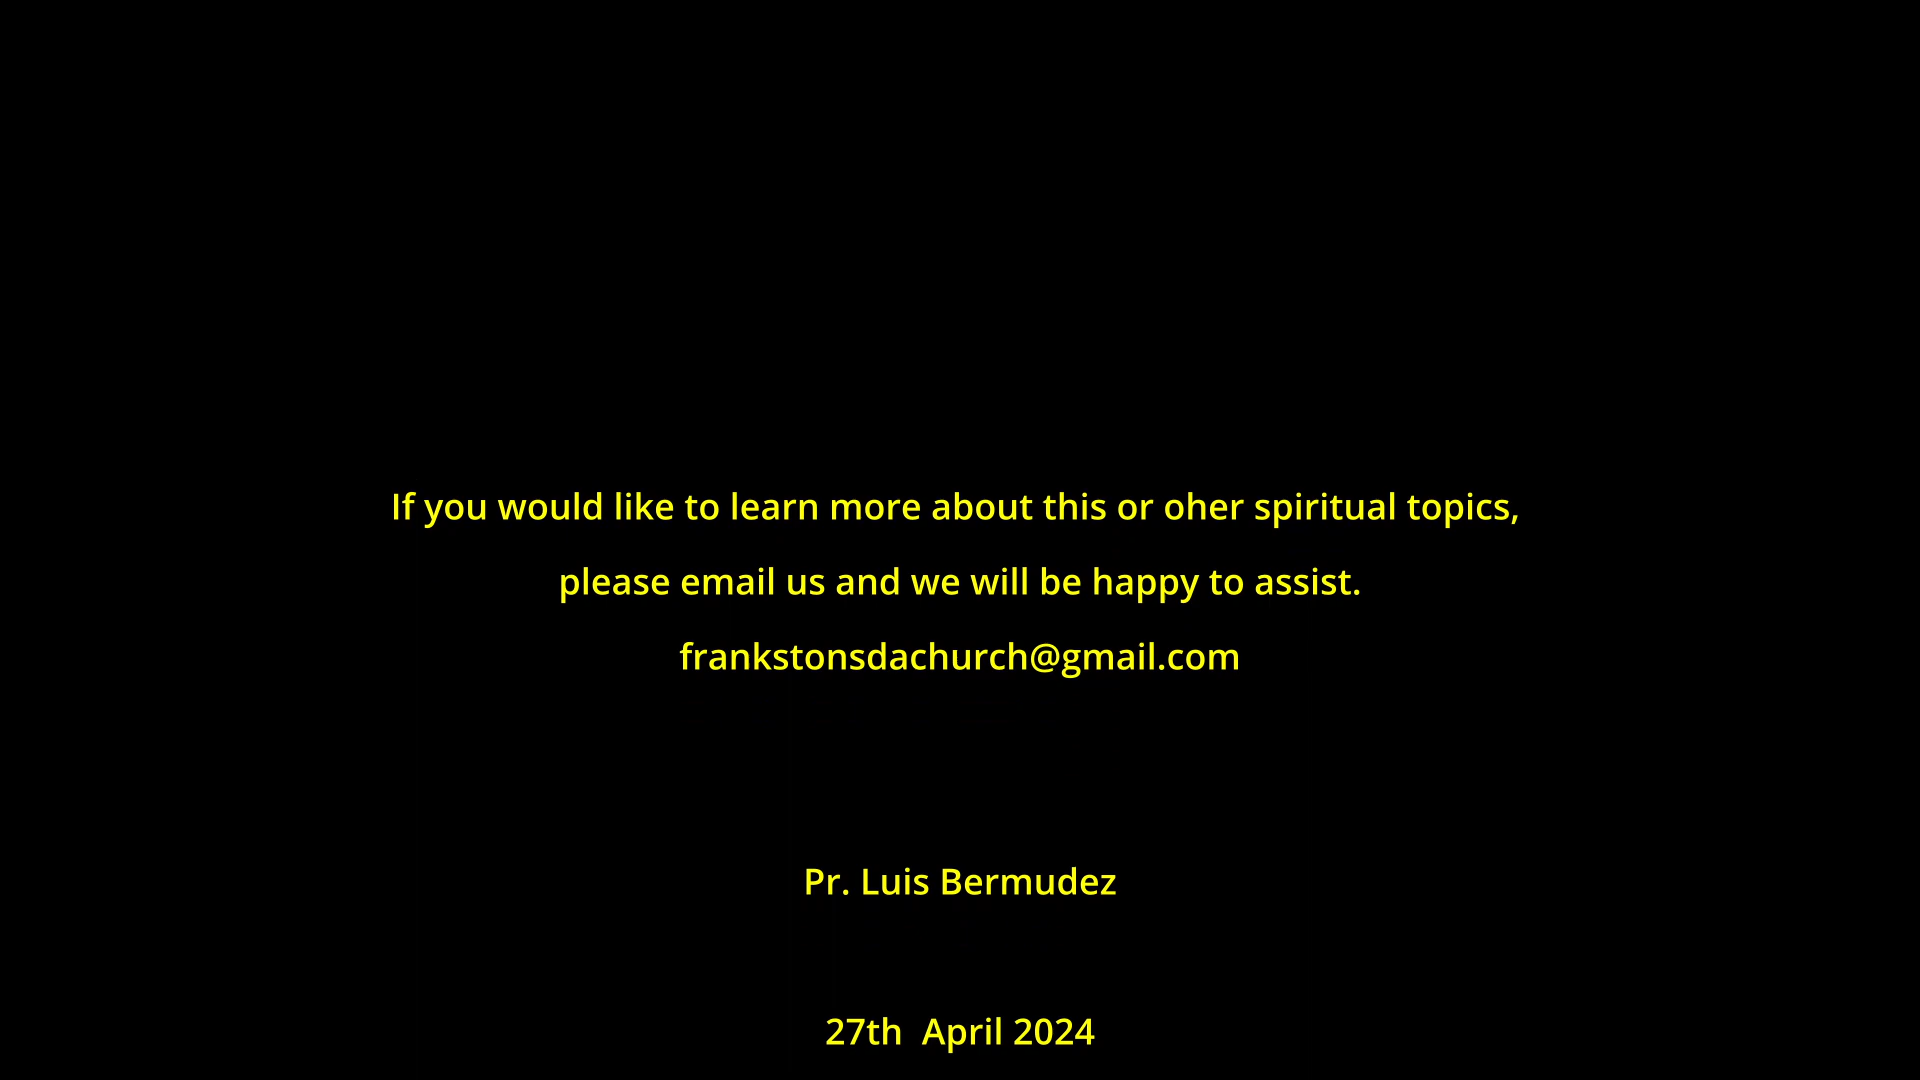 If you would like to learn more about this or oher spiritual topics,
please email us and we will be happy to assist.
frankstonsdachurch@gmail.com
Pr. Luis Bermudez
27th  April 2024